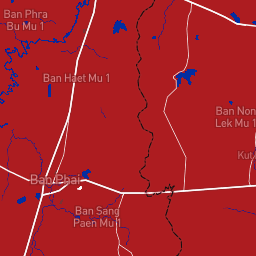 Ban Phra
Bu Mu 1
Ban Haet Mu 1
Ban Non
Lek Mu 1
Kut
Ban Phai
Ban Sang
Paen Mu 1